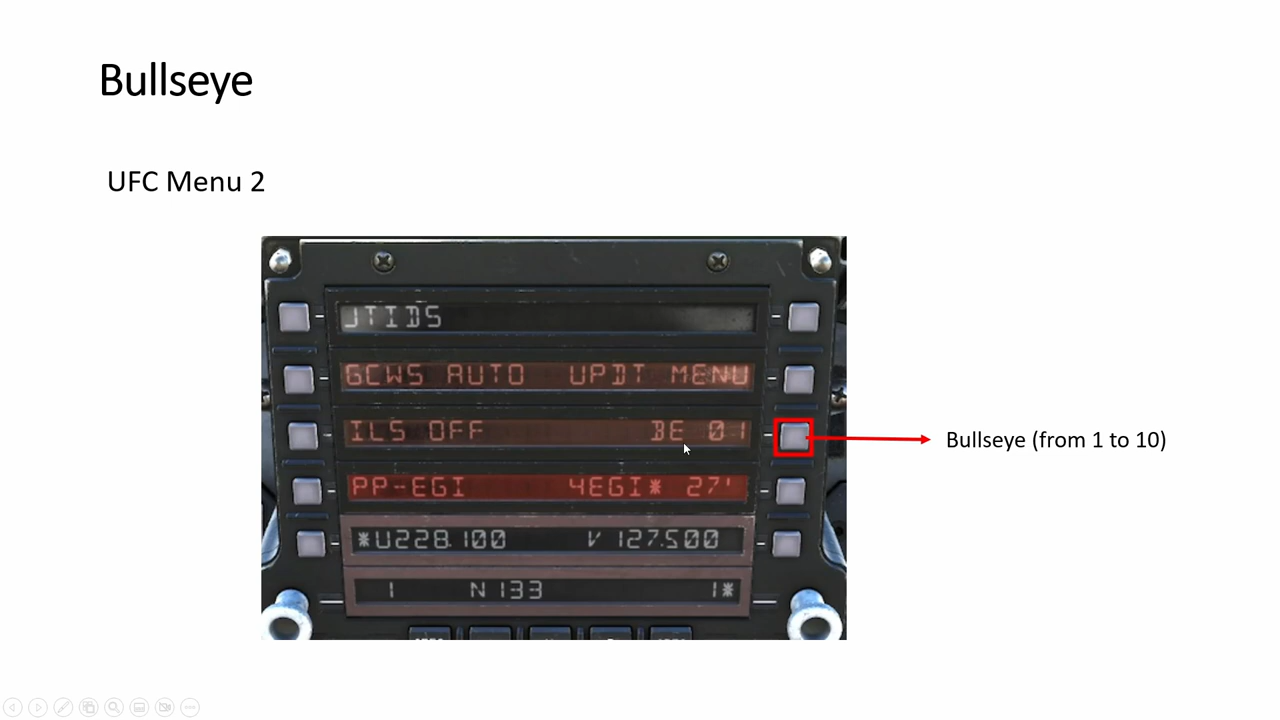 Bullseye
UFC Menu 2
JTIDS
GCWS AUTO UPDT MENU
ILS OFF BE 01
PP-EGI 4EGI* 27'
*U228.100 V 127.500
1 N 133 1*
Bullseye (from 1 to 10)